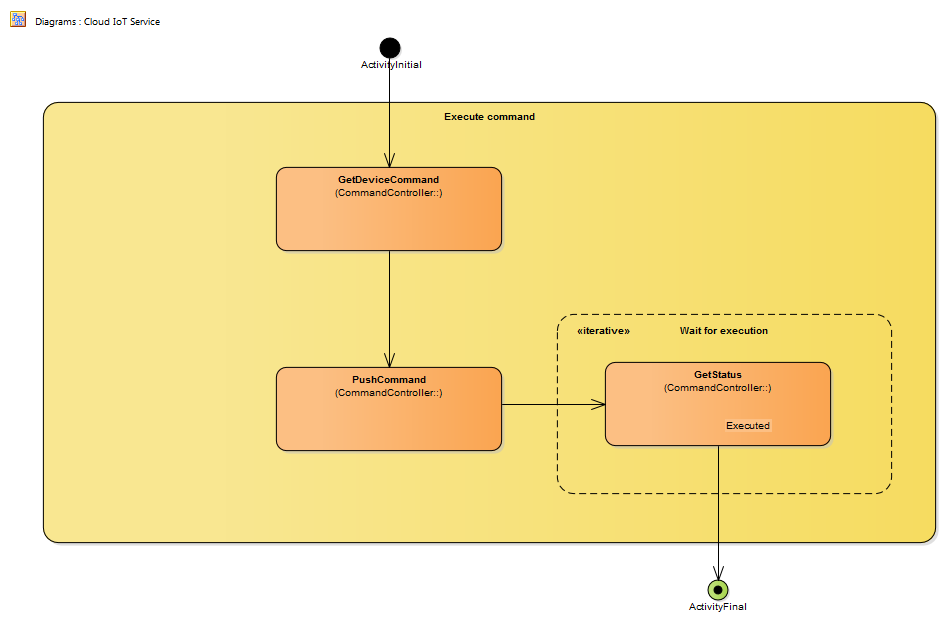 Diagrams : Cloud IoT Service
ActivityInitial
Execute command
GetDeviceCommand
(CommandController::)
«iterative» Wait for execution
PushCommand
(CommandController::)
GetStatus
(CommandController::)
Executed
ActivityFinal